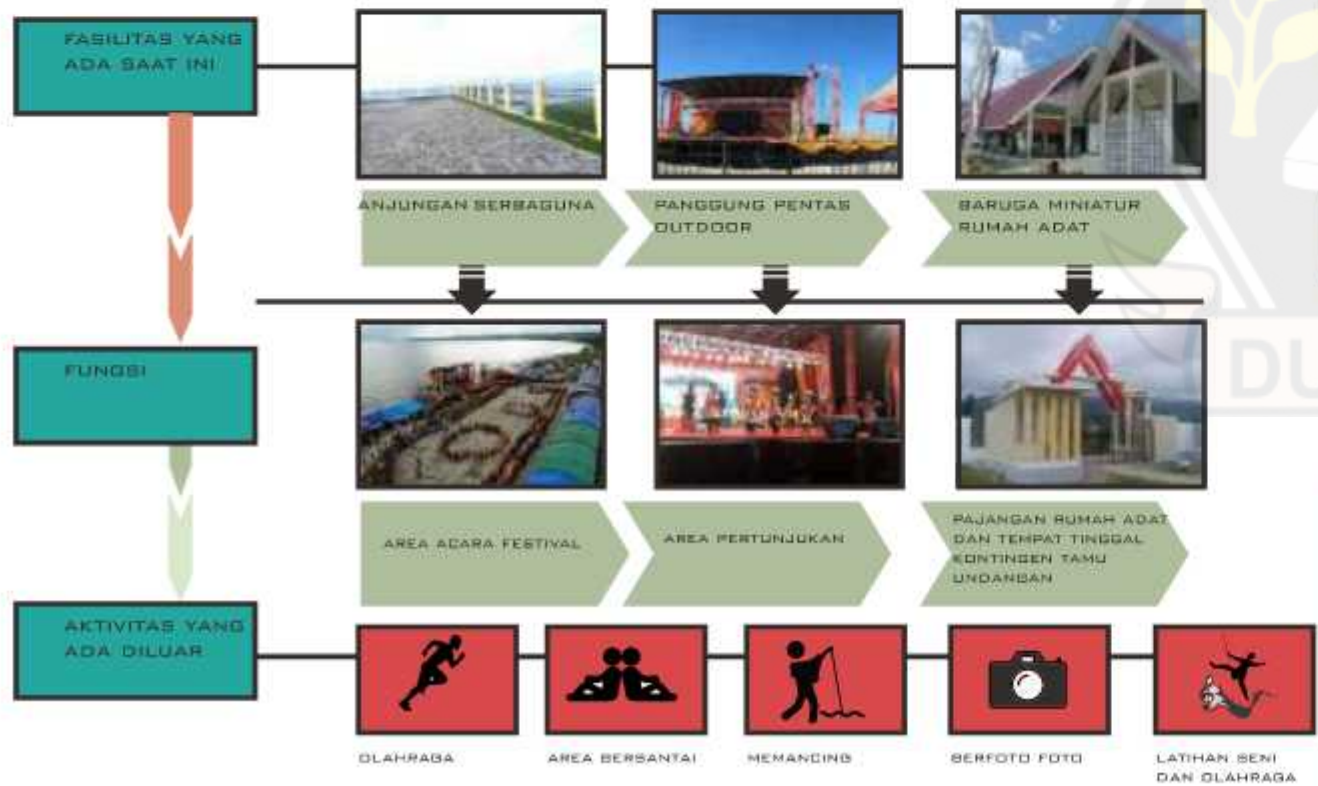 FASILITAS YANG
ADA SAAT INI
ANJUNGAN SERBAGUNA
PANGGUNG PENTAS
OUTDOOR
BARUGA MINIATUR
RUMAH ADAT
FUNGSI
DU
AREA ACARA FESTIVAL
AREA PERTUNJUKAN
PAJANGAN RUMAH ADAT
DAN TEMPAT TINGGAL
KONTINGEN TAMU
UNDANGAN
AKTIVITAS YANG
ADA DILUAR
OLAHRAGA
AREA BERSANTAI
MEMANCING
BERFOTO FOTO
LATIHAN SENI
DAN OLAHRAGA